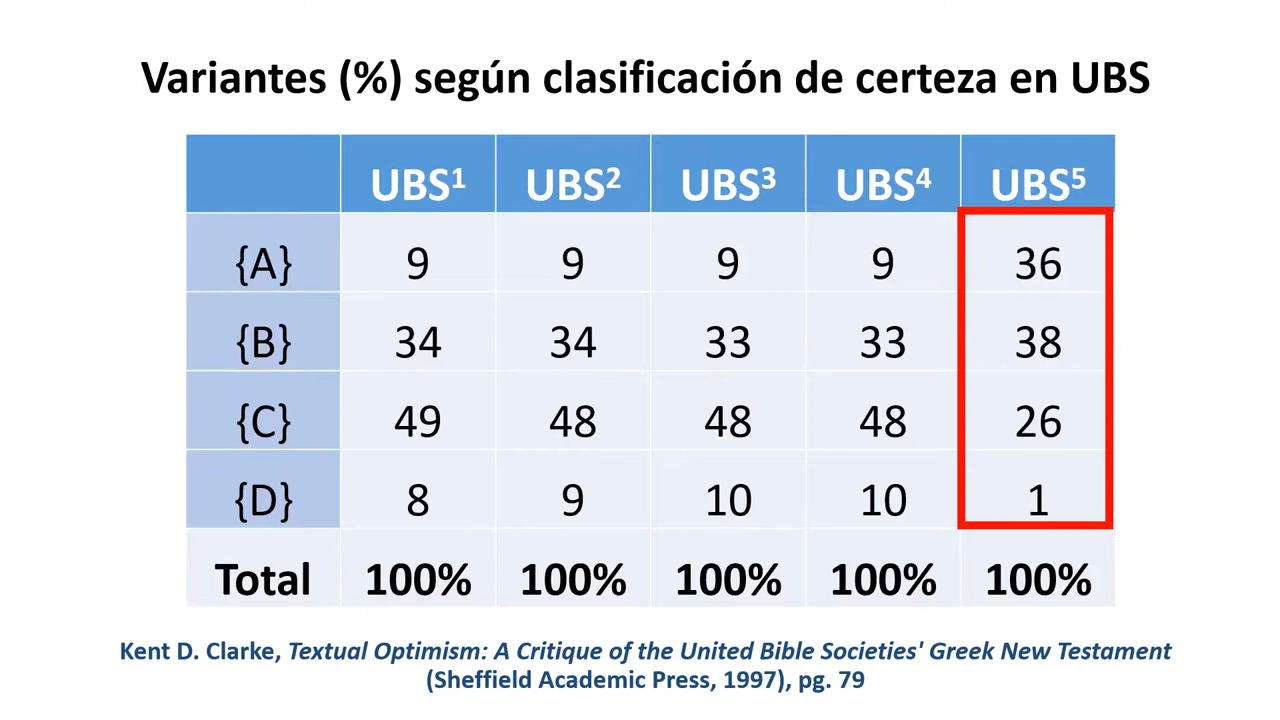 Variantes (%) según clasificación de certeza en UBS
UBS¹ UBS² UBS³ UBS⁴ UBS⁵
{A} 9 9 9 9 36
{B} 34 34 33 33 38
{C} 49 48 48 48 26
{D} 8 9 10 10 1
Total 100% 100% 100% 100% 100%
Kent D. Clarke, Textual Optimism: A Critique of the United Bible Societies' Greek New Testament
(Sheffield Academic Press, 1997), pg. 79